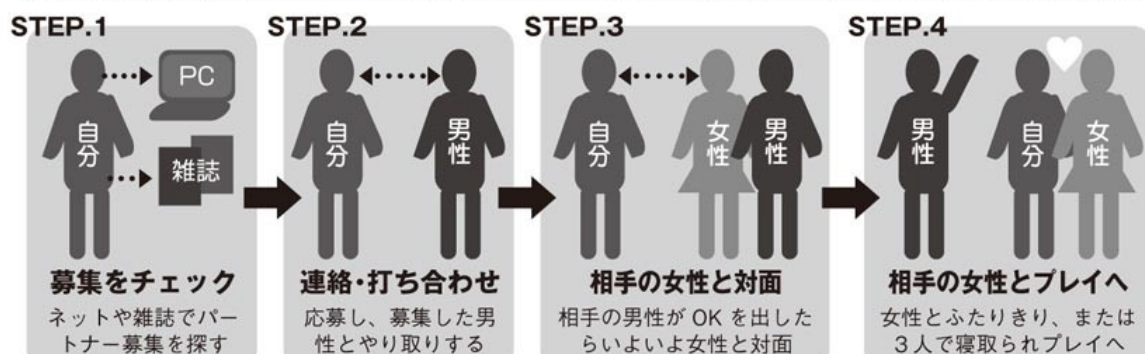 STEP.1
PC
自分
雑誌
募集をチェック
ネットや雑誌でパー
トナー募集を探す
STEP.2
自分
男性
連絡・打ち合わせ
応募し、募集した男
性とやり取りする
STEP.3
自分
女性
男性
相手の女性と対面
相手の男性が OK を出した
らいよいよ女性と対面
STEP.4
男性
自分
女性
相手の女性とプレイへ
女性とふたりきり、または
3人で寝取られプレイへ